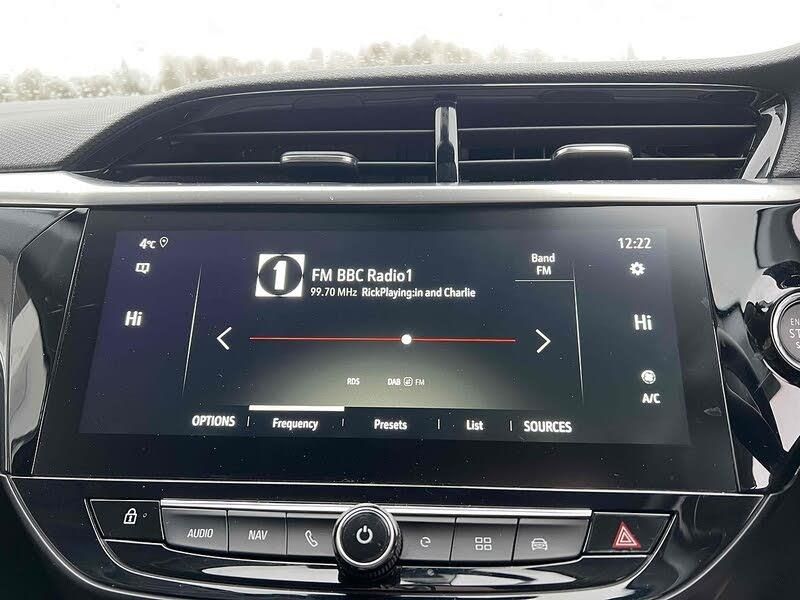 4°C
12:22
1
FM BBC Radio1
Band
FM
99.70 MHz RickPlaying:in and Charlie
Hi
Hi
RDS
DAB FM
A/C
OPTIONS
Frequency
Presets
List
SOURCES
AUDIO
NAV